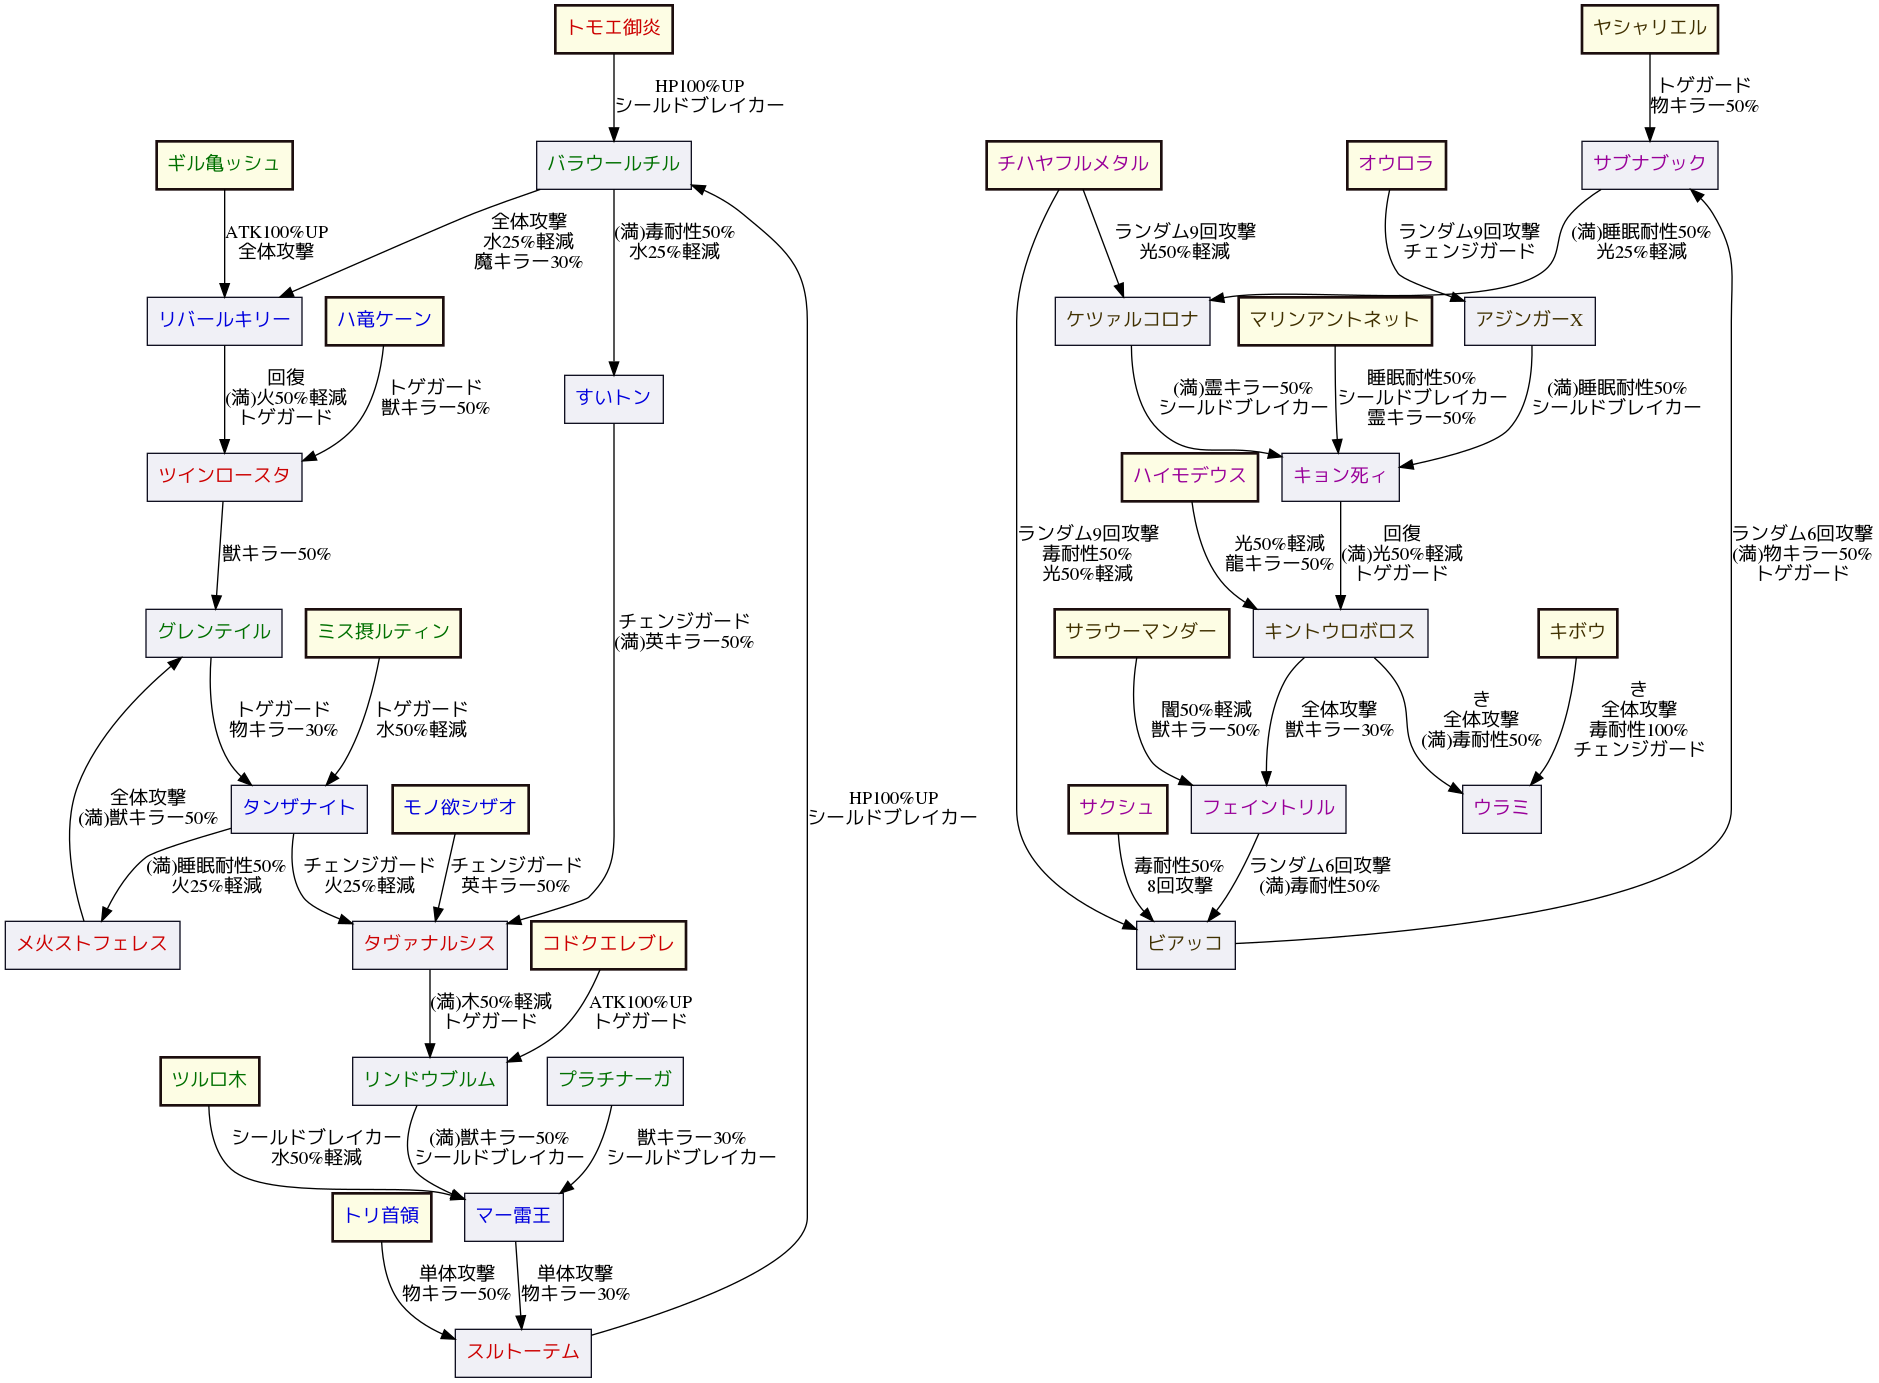 トモエ御炎
ヤシャリエル
HP100%UP
シールドブレイカー
トゲガード
物キラー50%
ギル亀ッシュ
バラウールチル
チハヤフルメタル
オウロラ
サブナブック
ATK100%UP
全体攻撃
全体攻撃
水25%軽減
魔キラー30%
(満)毒耐性50%
水25%軽減
ランダム9回攻撃
光50%軽減
ランダム9回攻撃
チェンジガード
(満)睡眠耐性50%
光25%軽減
リバールキリー
ハ竜ケーン
ケツァルコロナ
マリンアントネット
アジンガーX
回復
(満)火50%軽減
トゲガード
トゲガード
獣キラー50%
すいトン
(満)霊キラー50%
シールドブレイカー
睡眠耐性50%
シールドブレイカー
霊キラー50%
(満)睡眠耐性50%
シールドブレイカー
ツインロースタ
ハイモデウス
キョン死ィ
獣キラー50%
ランダム9回攻撃
毒耐性50%
光50%軽減
光50%軽減
龍キラー50%
回復
(満)光50%軽減
トゲガード
ランダム6回攻撃
(満)物キラー50%
トゲガード
グレンテイル
ミス摂ルティン
チェンジガード
(満)英キラー50%
サラウーマンダー
キントウロボロス
キボウ
トゲガード
物キラー30%
トゲガード
水50%軽減
闇50%軽減
獣キラー50%
全体攻撃
獣キラー30%
き
全体攻撃
(満)毒耐性50%
き
全体攻撃
毒耐性100%
チェンジガード
全体攻撃
(満)獣キラー50%
タンザナイト
モノ欲シザオ
HP100%UP
シールドブレイカー
サクシュ
フェイントリル
ウラミ
(満)睡眠耐性50%
火25%軽減
チェンジガード
火25%軽減
チェンジガード
英キラー50%
毒耐性50%
8回攻撃
ランダム6回攻撃
(満)毒耐性50%
メ火ストフェレス
タヴァナルシス
コドクエレブレ
ビアッコ
(満)木50%軽減
トゲガード
ATK100%UP
トゲガード
ツルロ木
リンドウブルム
プラチナーガ
シールドブレイカー
水50%軽減
(満)獣キラー50%
シールドブレイカー
獣キラー30%
シールドブレイカー
トリ首領
マー雷王
単体攻撃
物キラー50%
単体攻撃
物キラー30%
スルトーテム